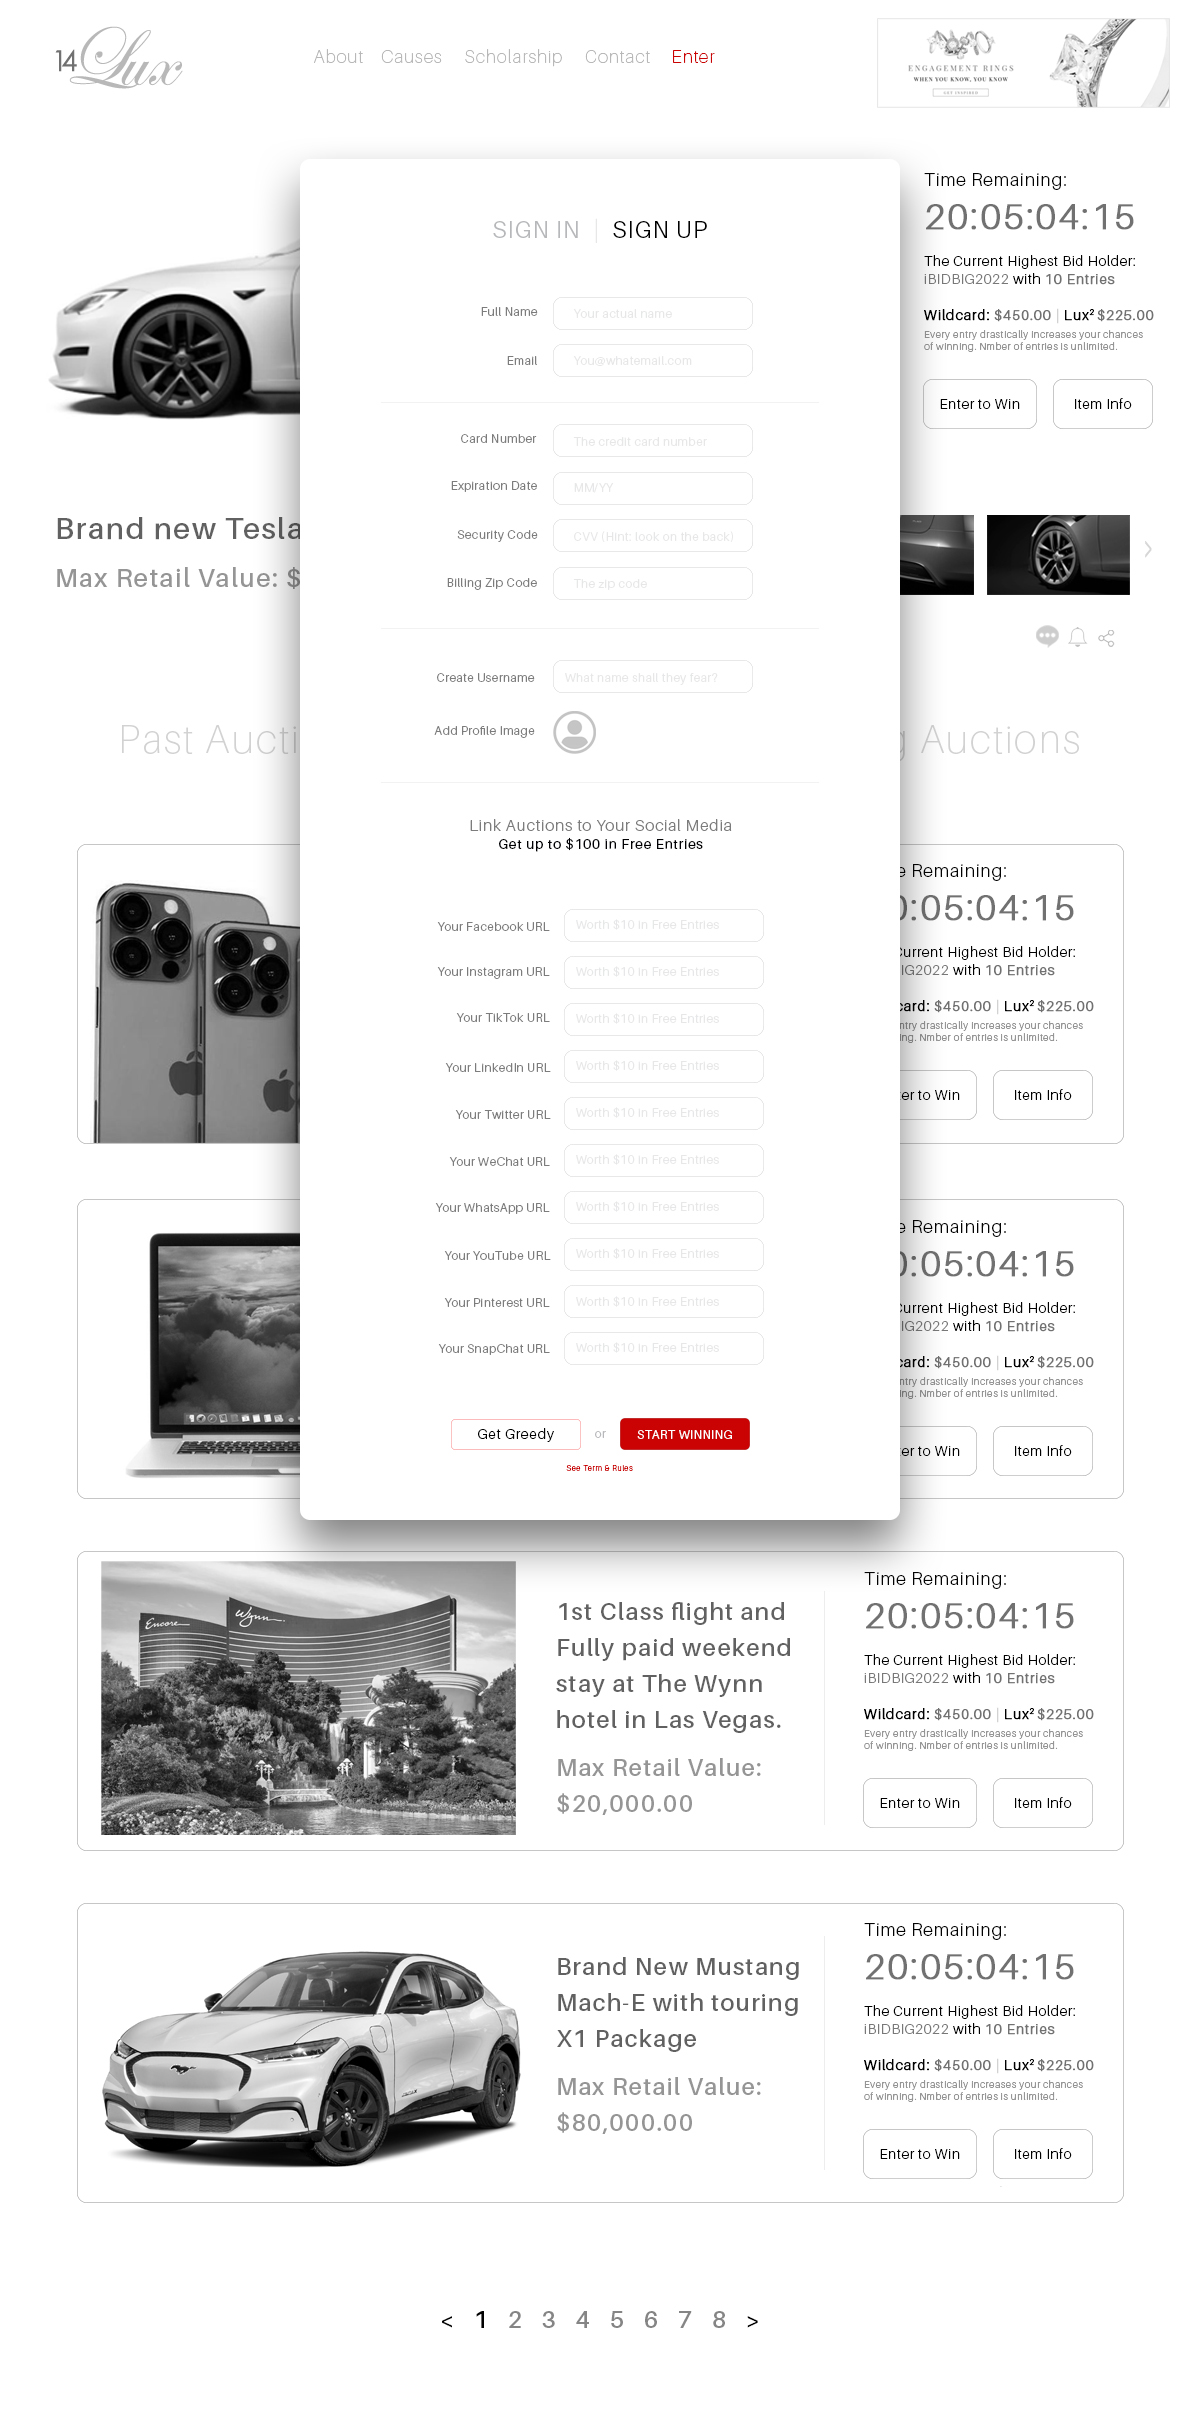 14 Lux
About Causes Scholarship Contact Enter
ENGAGEMENT RINGS
WHEN YOU KNOW, YOU KNOW
GET INSPIRED
SIGN IN | SIGN UP
Full Name Your actual name
Email You@whatemail.com
Card Number The credit card number
Expiration Date MM/YY
Security Code CVV (Hint: look on the back)
Billing Zip Code The zip code
Create Username What name shall they fear?
Add Profile Image
Link Auctions to Your Social Media
Get up to $100 in Free Entries
Your Facebook URL Worth $10 in Free Entries
Your Instagram URL Worth $10 in Free Entries
Your TikTok URL Worth $10 in Free Entries
Your LinkedIn URL Worth $10 in Free Entries
Your Twitter URL Worth $10 in Free Entries
Your WeChat URL Worth $10 in Free Entries
Your WhatsApp URL Worth $10 in Free Entries
Your YouTube URL Worth $10 in Free Entries
Your Pinterest URL Worth $10 in Free Entries
Your SnapChat URL Worth $10 in Free Entries
Get Greedy or START WINNING
See Term & Rules
Time Remaining:
20:05:04:15
The Current Highest Bid Holder:
iBIDBIG2022 with 10 Entries
Wildcard: $450.00 | Lux² $225.00
Every entry drastically increases your chances
of winning. Nmber of entries is unlimited.
Enter to Win Item Info
Brand new Tesla
Max Retail Value: $
Past Aucti
g Auctions
e Remaining:
0:05:04:15
Current Highest Bid Holder:
IG2022 with 10 Entries
card: $450.00 | Lux² $225.00
ntry drastically increases your chances
ing. Nmber of entries is unlimited.
er to Win Item Info
e Remaining:
0:05:04:15
Current Highest Bid Holder:
IG2022 with 10 Entries
card: $450.00 | Lux² $225.00
ntry drastically increases your chances
ing. Nmber of entries is unlimited.
er to Win Item Info
Encore
Wynn
1st Class flight and
Fully paid weekend
stay at The Wynn
hotel in Las Vegas.
Max Retail Value:
$20,000.00
Time Remaining:
20:05:04:15
The Current Highest Bid Holder:
iBIDBIG2022 with 10 Entries
Wildcard: $450.00 | Lux² $225.00
Every entry drastically increases your chances
of winning. Nmber of entries is unlimited.
Enter to Win Item Info
Brand New Mustang
Mach-E with touring
X1 Package
Max Retail Value:
$80,000.00
Time Remaining:
20:05:04:15
The Current Highest Bid Holder:
iBIDBIG2022 with 10 Entries
Wildcard: $450.00 | Lux² $225.00
Every entry drastically increases your chances
of winning. Nmber of entries is unlimited.
Enter to Win Item Info
< 1 2 3 4 5 6 7 8 >